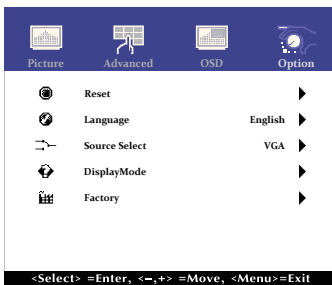 Picture Advanced OSD Option
Reset
Language English
Source Select VGA
DisplayMode
Factory
<Select> =Enter, <−,+> =Move, <Menu>=Exit